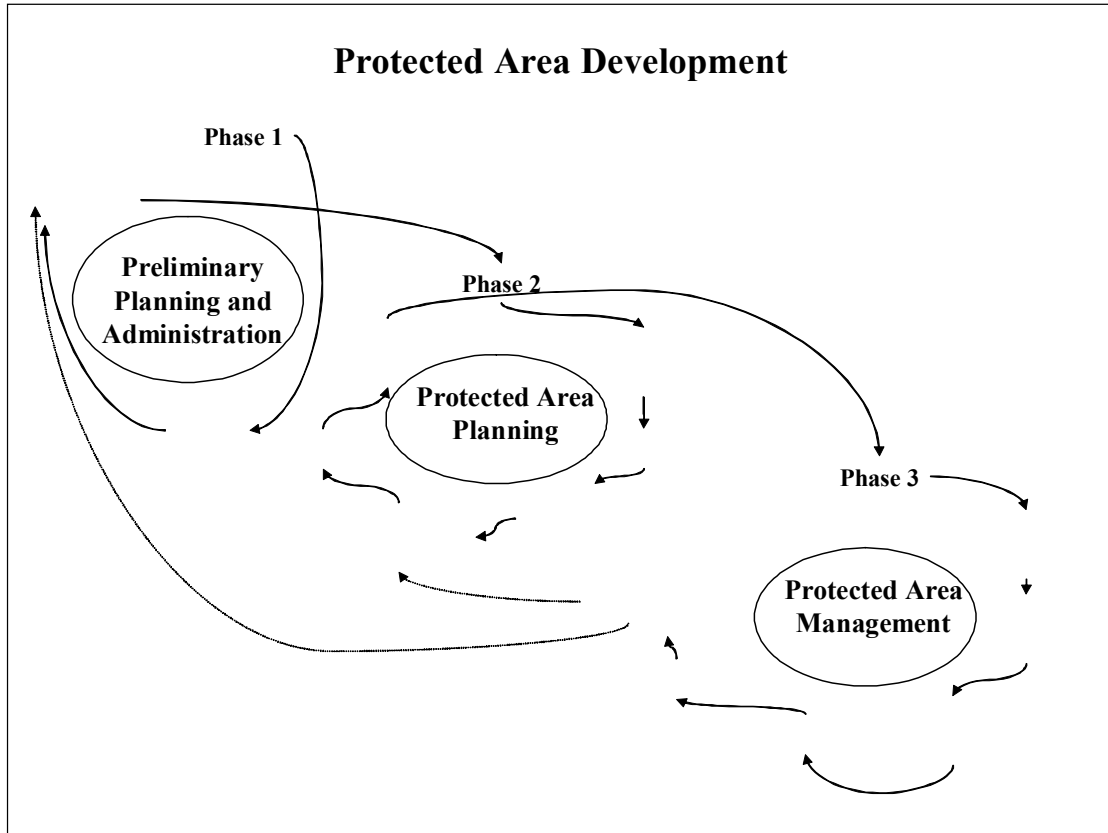 Protected Area Development
Phase 1
Preliminary
Planning and
Administration
Phase 2
Protected Area
Planning
Phase 3
Protected Area
Management